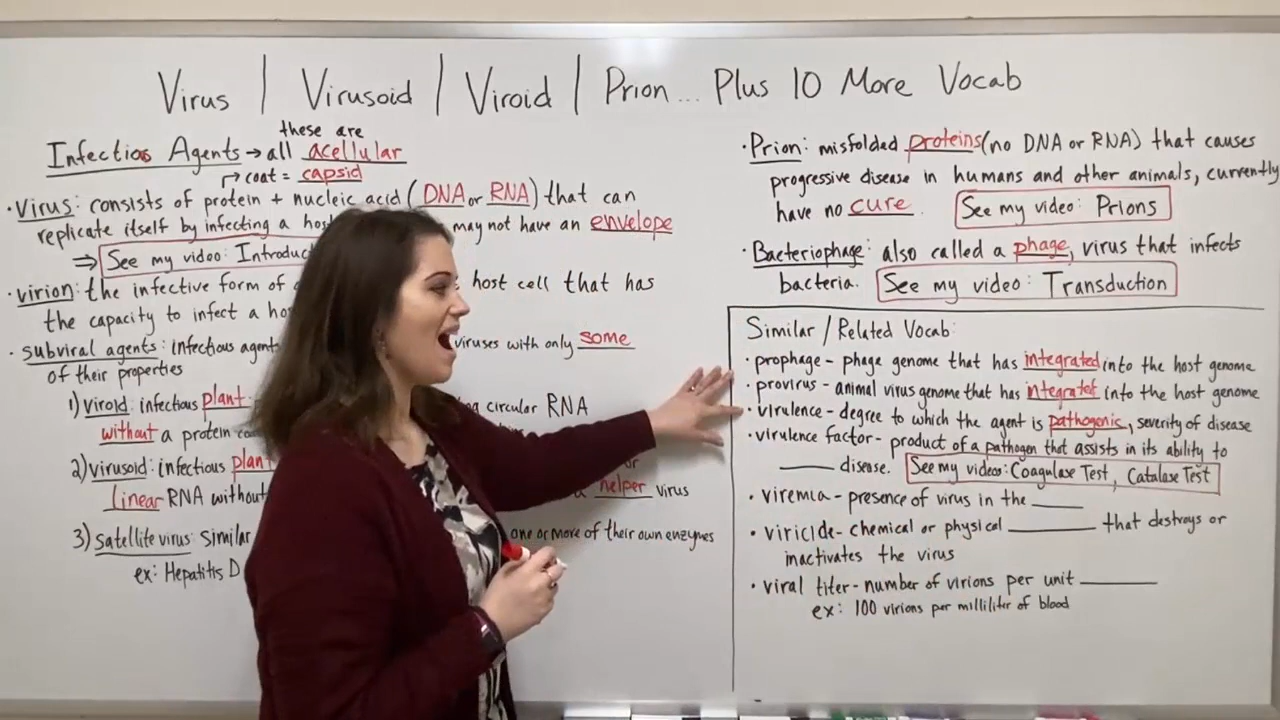 Virus | Virusoid | Viroid | Prion... Plus 10 More Vocab
these are
Infectios Agents → all acellular
→ coat = capsid
· Virus: consists of protein + nucleic acid (DNA or RNA) that can
replicate itself by infecting a may not have an envelope
⇒ See my video:
· virion: the infective form of host cell that has
the capacity to infect a
· subviral agents: infectious viruses with only some
of their properties
1) viroid: infectious plant circular RNA
without a protein
2) virusoid: infectious
linear RNA without helper virus
3) satellite virus: similar one or more of their own enzymes
ex: Hepatitis D
· Prion: misfolded proteins (no DNA or RNA) that causes
progressive disease in humans and other animals, currently
have no cure. See my video: Prions
· Bacteriophage: also called a phage, virus that infects
bacteria. See my video: Transduction
Similar / Related Vocab:
· prophage - phage genome that has integrated into the host genome
· provirus - animal virus genome that has integrated into the host genome
· virulence - degree to which the agent is pathogenic, severity of disease
· virulence factor - product of a pathogen that assists in its ability to
____ disease. See my video: Coagulase Test, Catalase Test
· viremia - presence of virus in the ____
· viricide - chemical or physical ____ that destroys or
inactivates the virus
· viral titer - number of virions per unit ____
ex: 100 virions per milliliter of blood